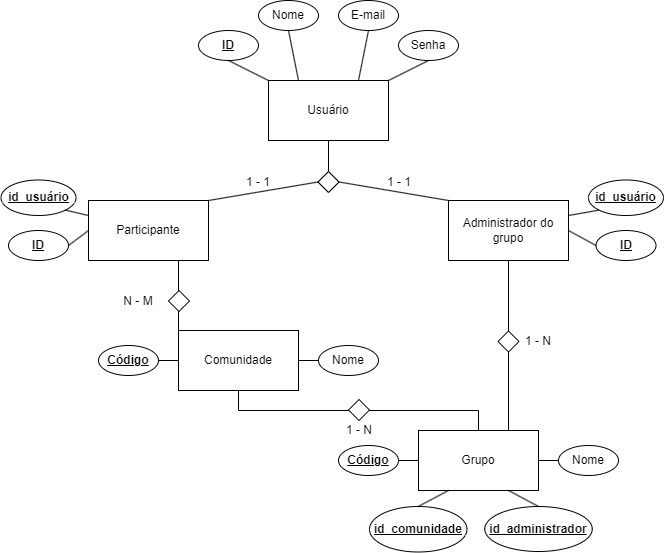 Nome
E-mail
ID
Senha
Usuário
1 - 1
1 - 1
id_usuário
id_usuário
Participante
Administrador do
grupo
ID
ID
N - M
1 - N
Código
Comunidade
Nome
1 - N
Código
Grupo
Nome
id_comunidade
id_administrador